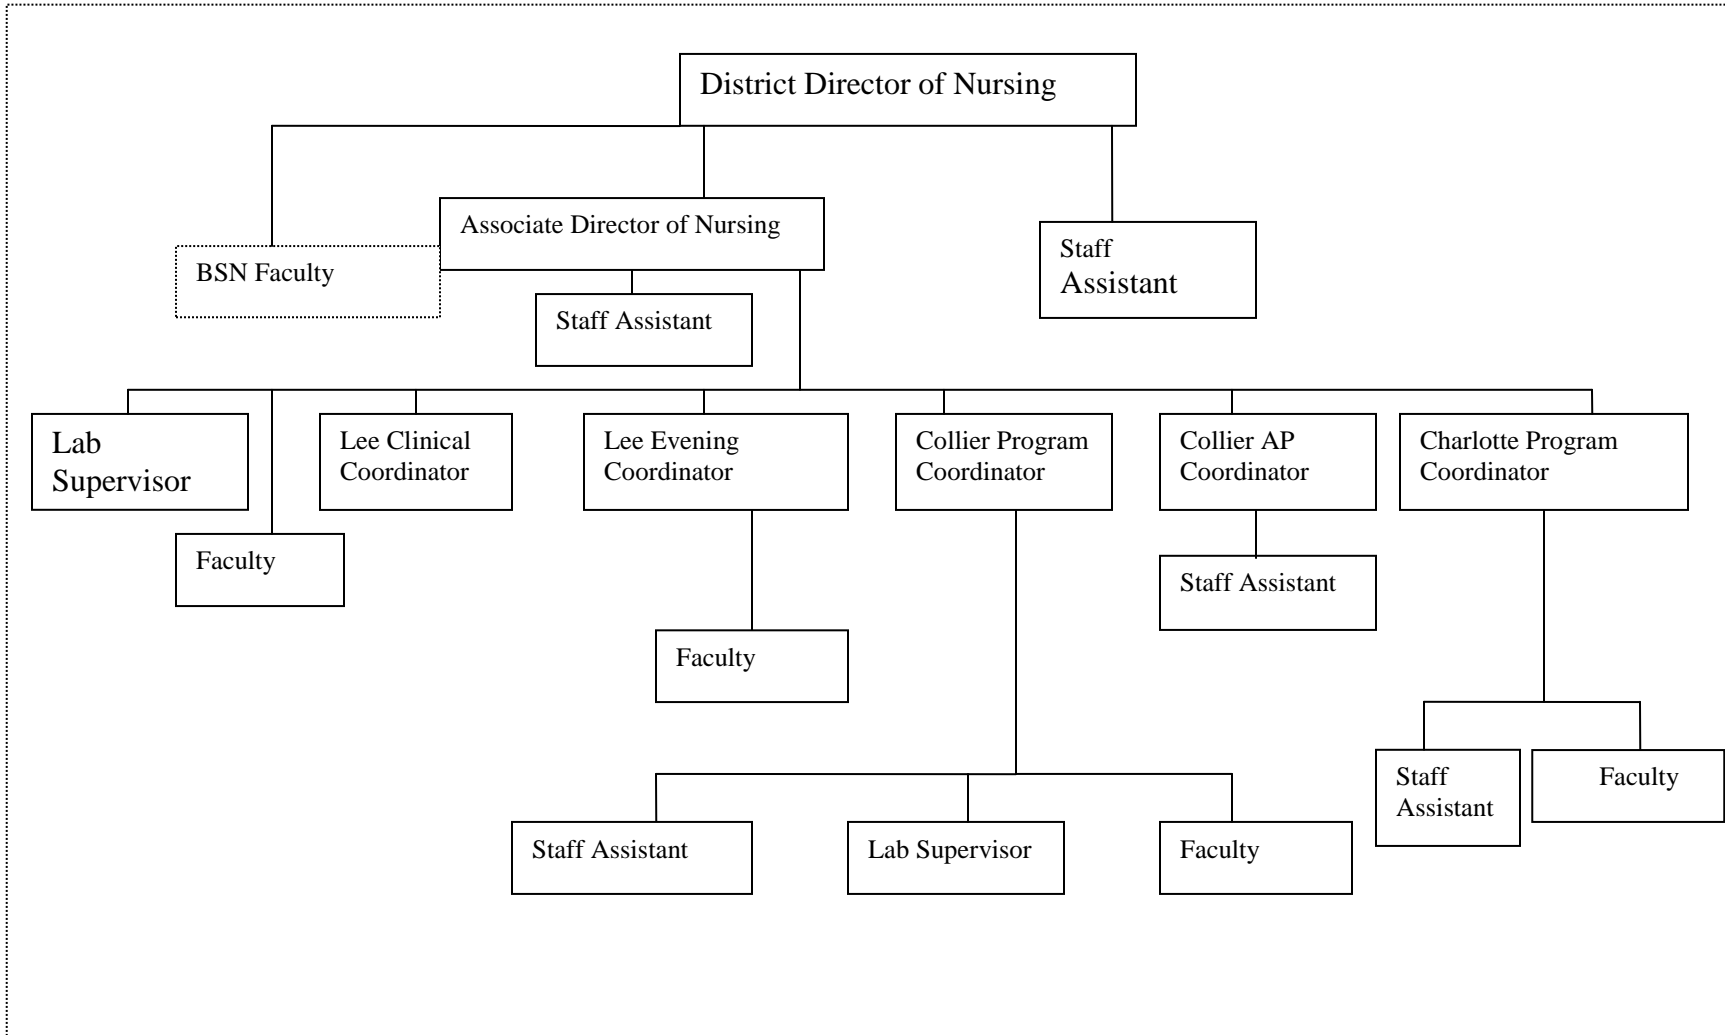 District Director of Nursing
Associate Director of Nursing
BSN Faculty
Staff
Assistant
Staff Assistant
Lab
Supervisor
Lee Clinical
Coordinator
Lee Evening
Coordinator
Collier Program
Coordinator
Collier AP
Coordinator
Charlotte Program
Coordinator
Faculty
Staff Assistant
Faculty
Staff
Assistant
Faculty
Staff Assistant
Lab Supervisor
Faculty